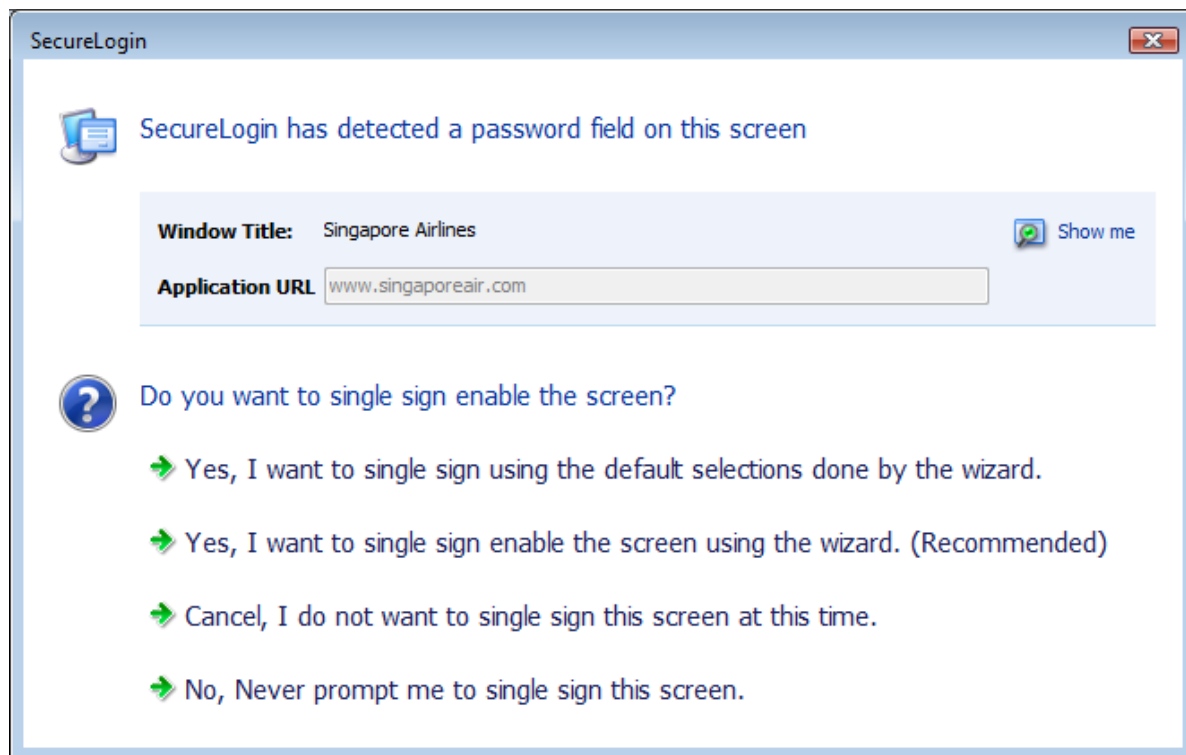 SecureLogin
SecureLogin has detected a password field on this screen
Window Title: Singapore Airlines Show me
Application URL www.singaporeair.com
Do you want to single sign enable the screen?
Yes, I want to single sign using the default selections done by the wizard.
Yes, I want to single sign enable the screen using the wizard. (Recommended)
Cancel, I do not want to single sign this screen at this time.
No, Never prompt me to single sign this screen.